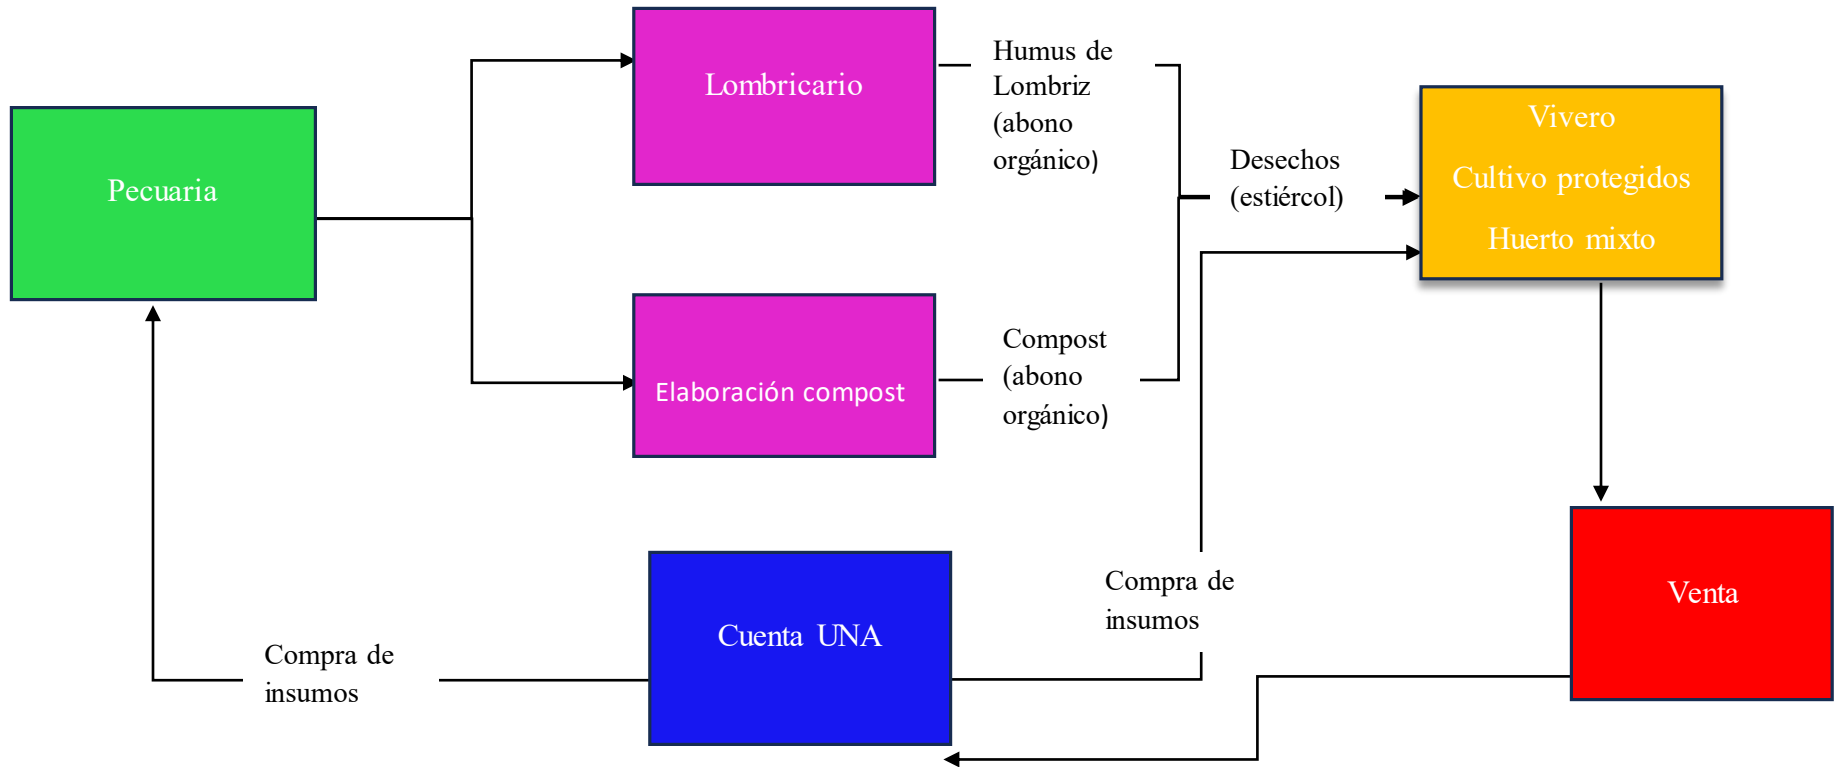 Pecuaria
Lombricario
Humus de
Lombriz
(abono
orgánico)
Elaboración compost
Compost
(abono
orgánico)
Desechos
(estiércol)
Vivero
Cultivo protegidos
Huerto mixto
Compra de
insumos
Cuenta UNA
Compra de
insumos
Venta